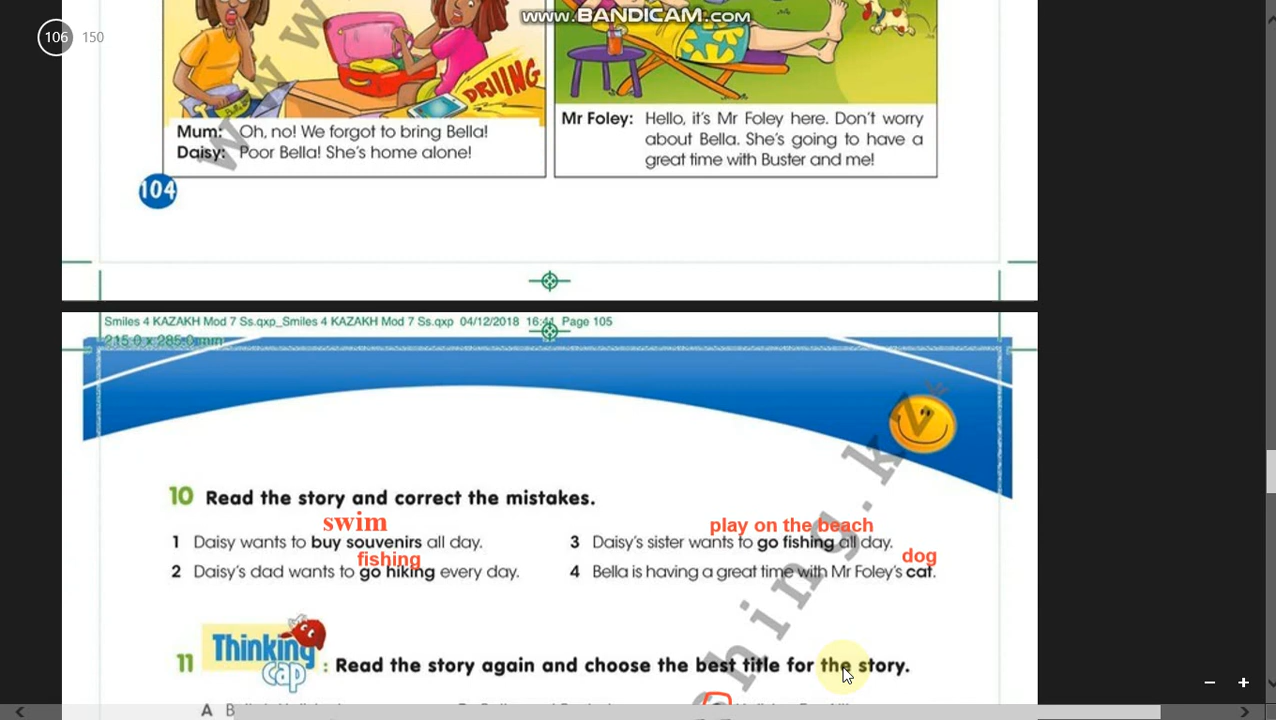 106 150
www.BANDICAM.com
DRIIING
Mum: Oh, no! We forgot to bring Bella!
Daisy: Poor Bella! She's home alone!
Mr Foley: Hello, it's Mr Foley here. Don't worry
about Bella. She's going to have a
great time with Buster and me!
104
Smiles 4 KAZAKH Mod 7 Ss.qxp_Smiles 4 KAZAKH Mod 7 Ss.qxp 04/12/2018 16:44 Page 105
215.0 x 285.0 mm
10 Read the story and correct the mistakes.
swim
1 Daisy wants to buy souvenirs all day.
fishing
2 Daisy's dad wants to go hiking every day.
play on the beach
3 Daisy's sister wants to go fishing all day.
dog
4 Bella is having a great time with Mr Foley's cat.
11 Thinking cap : Read the story again and choose the best title for the story.
A B